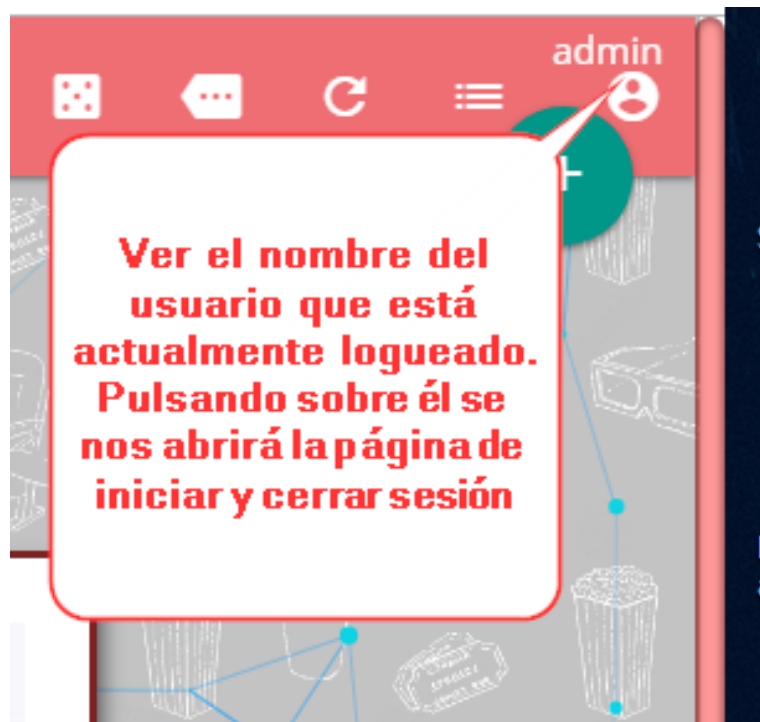 admin
Ver el nombre del
usuario que está
actualmente logueado.
Pulsando sobre él se
nos abrirá la página de
iniciar y cerrar sesión